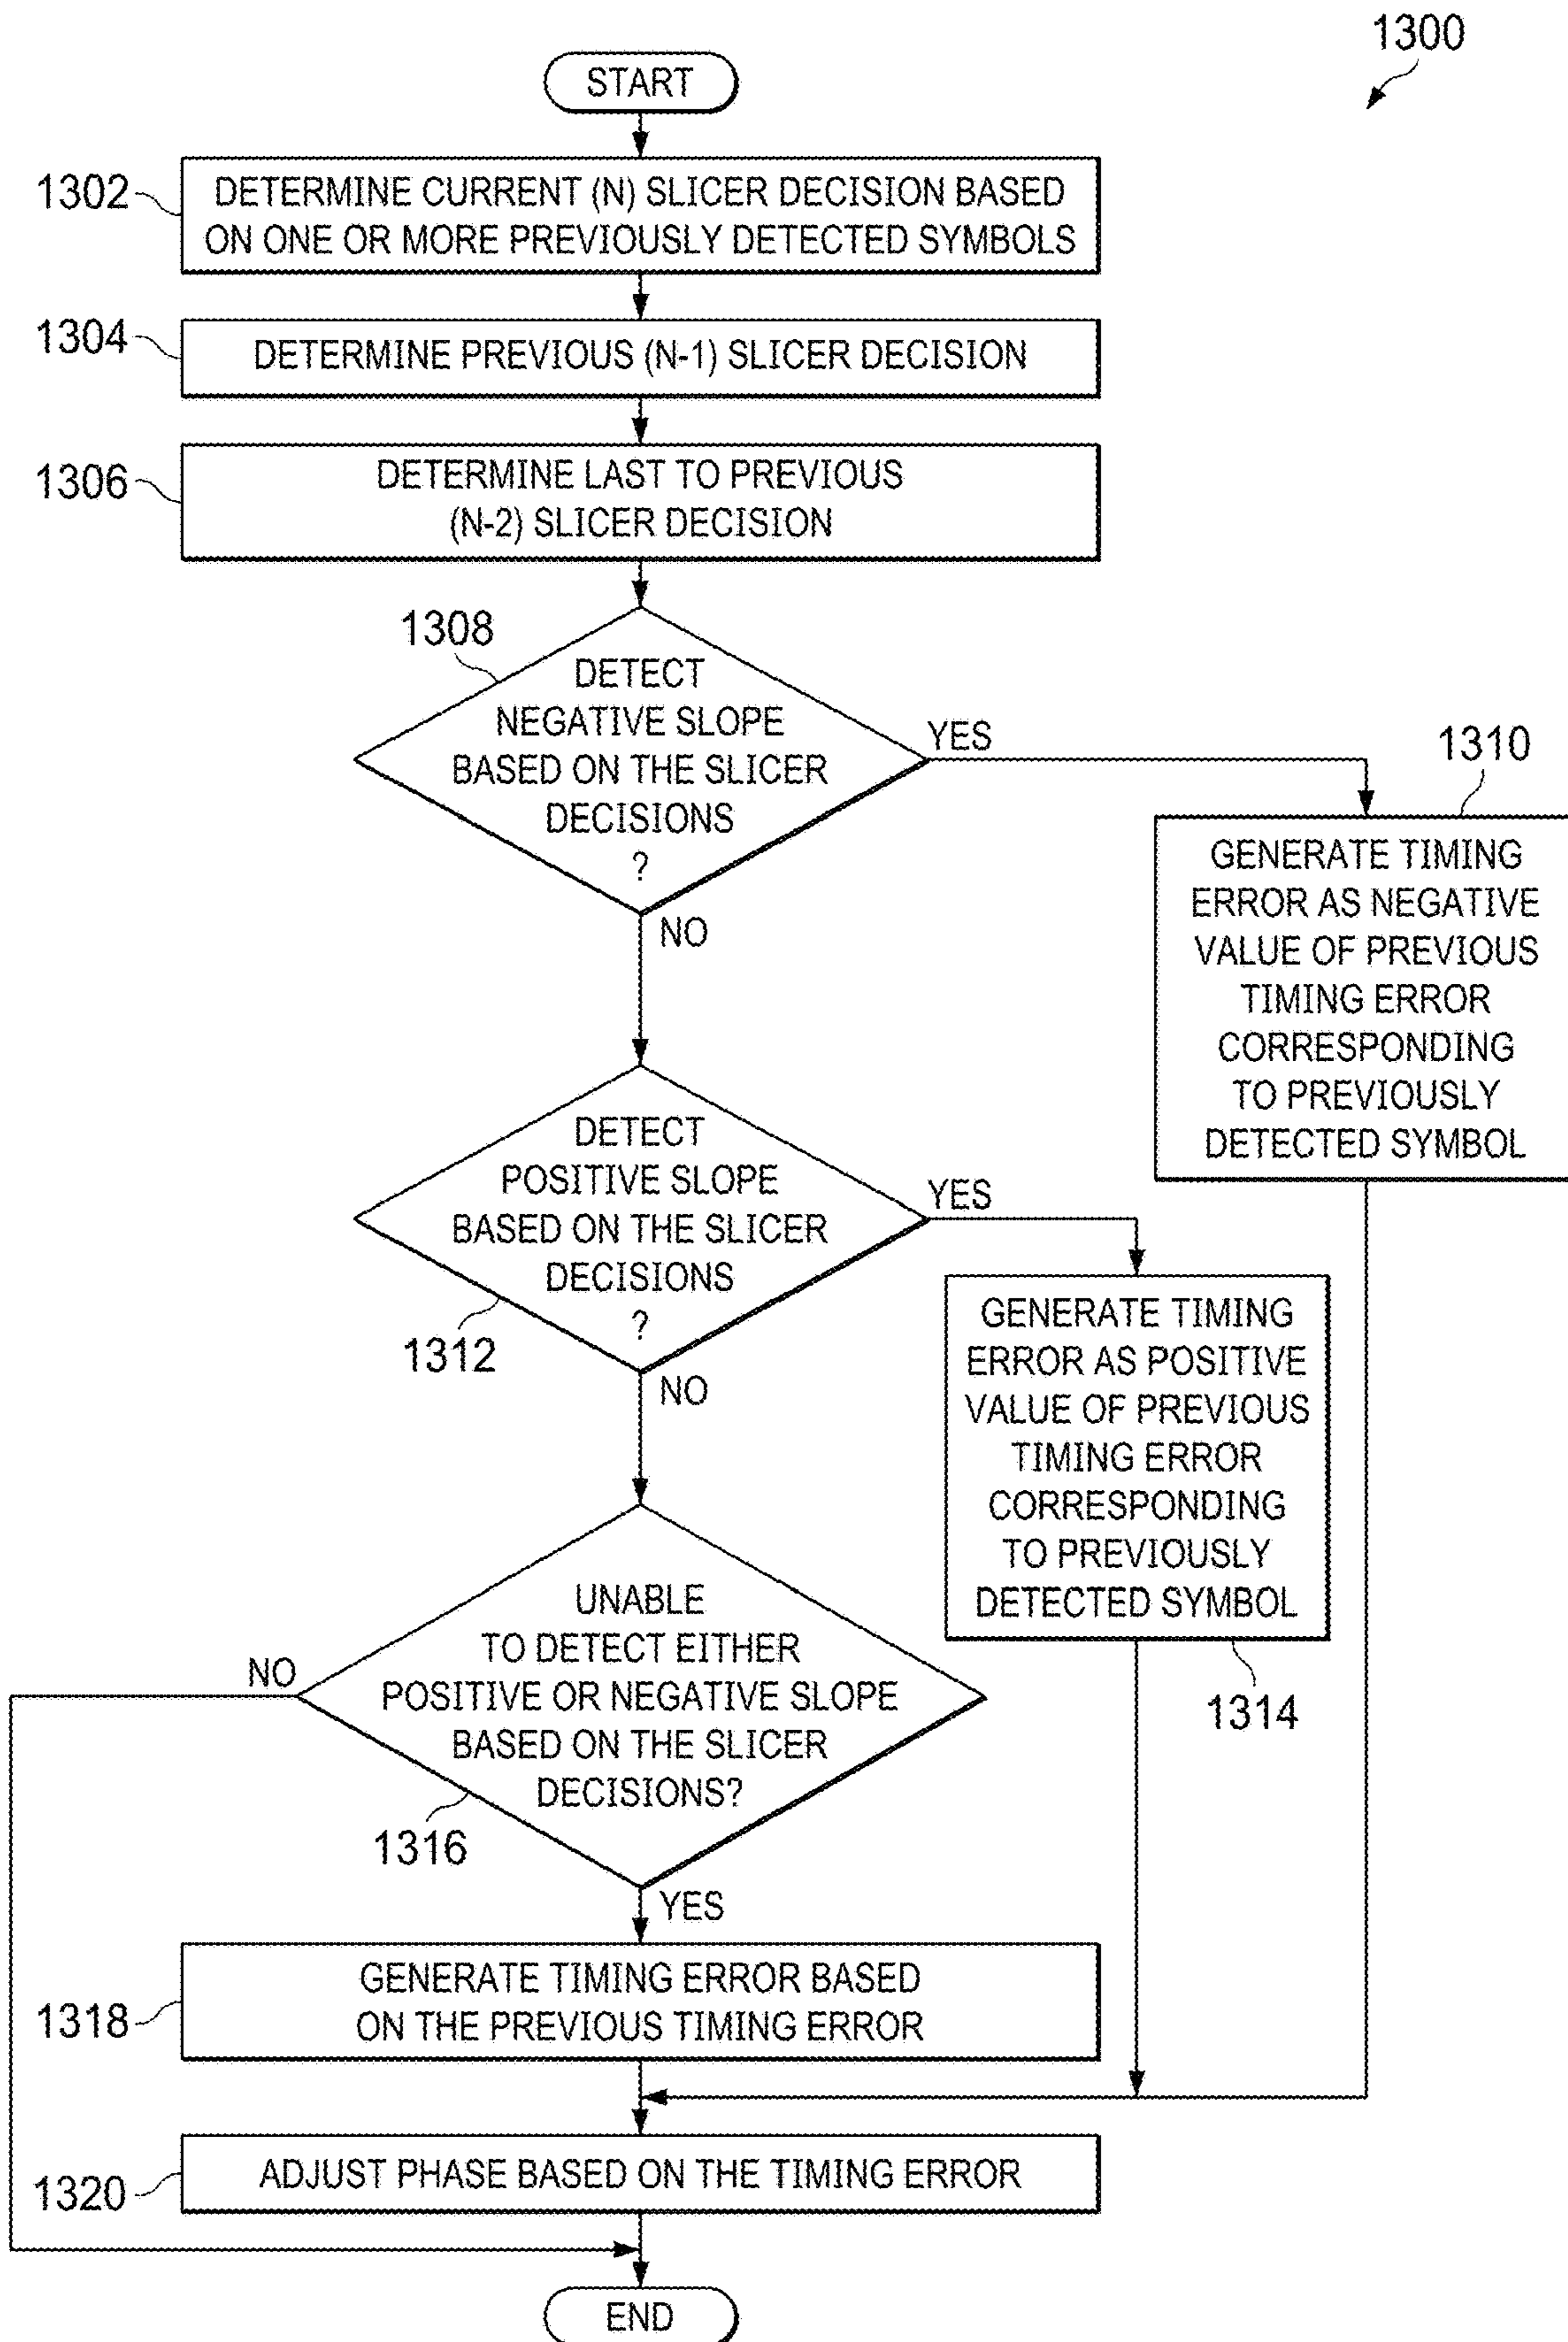 1300
START
1302
DETERMINE CURRENT (N) SLICER DECISION BASED
ON ONE OR MORE PREVIOUSLY DETECTED SYMBOLS
1304
DETERMINE PREVIOUS (N-1) SLICER DECISION
1306
DETERMINE LAST TO PREVIOUS
(N-2) SLICER DECISION
1308
DETECT
NEGATIVE SLOPE
BASED ON THE SLICER
DECISIONS
?
YES
NO
1310
GENERATE TIMING
ERROR AS NEGATIVE
VALUE OF PREVIOUS
TIMING ERROR
CORRESPONDING
TO PREVIOUSLY
DETECTED SYMBOL
DETECT
POSITIVE SLOPE
BASED ON THE SLICER
DECISIONS
?
1312
YES
NO
GENERATE TIMING
ERROR AS POSITIVE
VALUE OF PREVIOUS
TIMING ERROR
CORRESPONDING
TO PREVIOUSLY
DETECTED SYMBOL
1314
UNABLE
TO DETECT EITHER
POSITIVE OR NEGATIVE SLOPE
BASED ON THE SLICER
DECISIONS?
NO
1316
YES
1318
GENERATE TIMING ERROR BASED
ON THE PREVIOUS TIMING ERROR
1320
ADJUST PHASE BASED ON THE TIMING ERROR
END